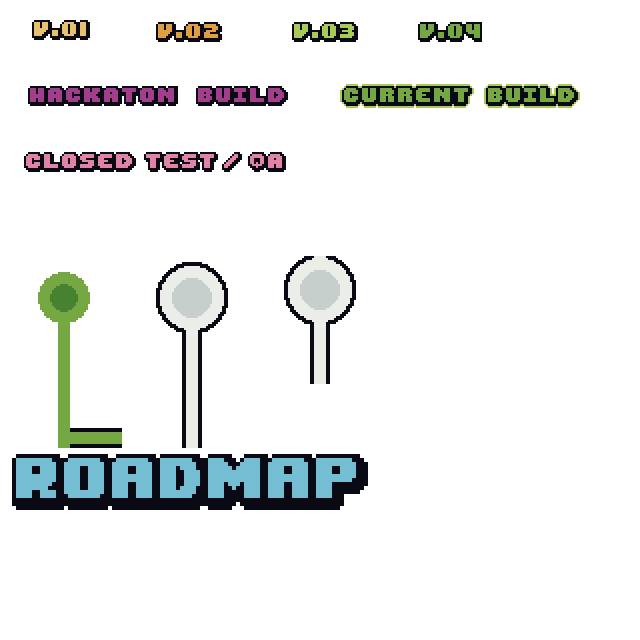 V.01 V.02 V.03 V.04
HACKATON BUILD CURRENT BUILD
CLOSED TEST / QA
ROADMAP